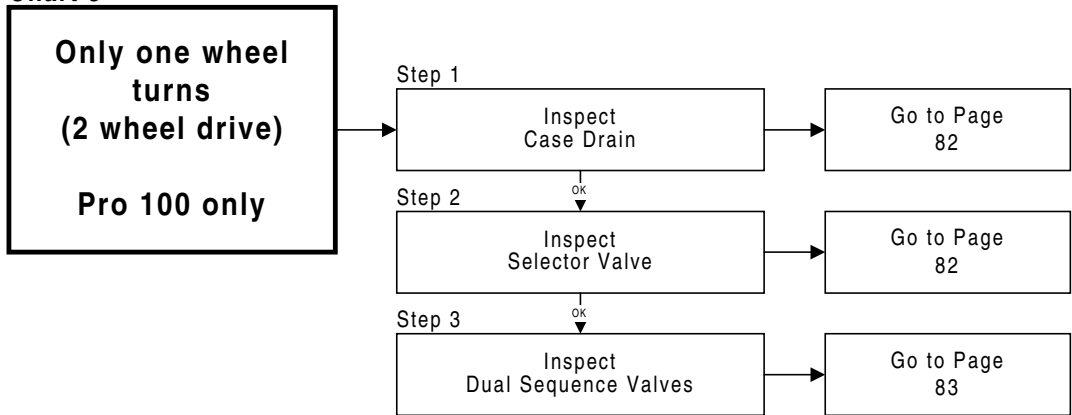 Only one wheel
turns
(2 wheel drive)
Pro 100 only
Step 1
Inspect
Case Drain
Go to Page
82
OK
Step 2
Inspect
Selector Valve
Go to Page
82
OK
Step 3
Inspect
Dual Sequence Valves
Go to Page
83